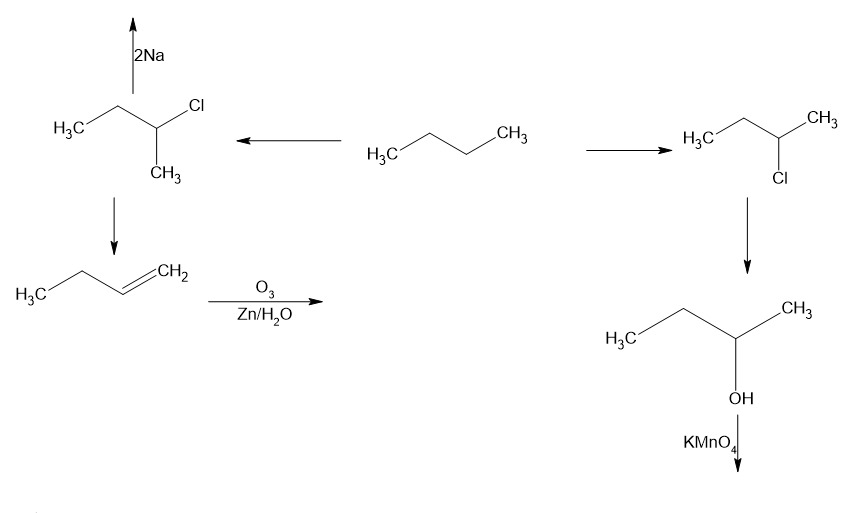 2Na
Cl
H₃C
CH₃
H₃C
CH₃
H₃C
CH₃
Cl
H₃C
CH₂
O₃
Zn/H₂O
H₃C
CH₃
OH
KMnO₄